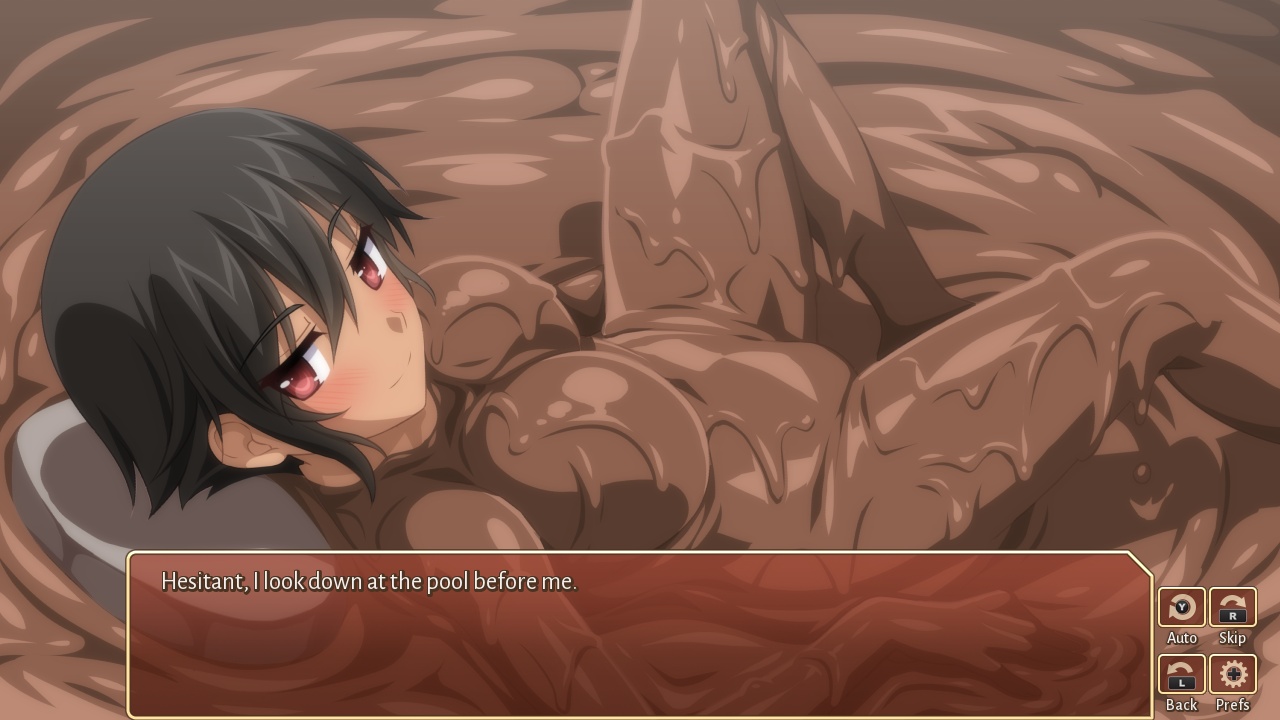 Hesitant, I look down at the pool before me.
Y
R
Auto
Skip
L
Back
Prefs